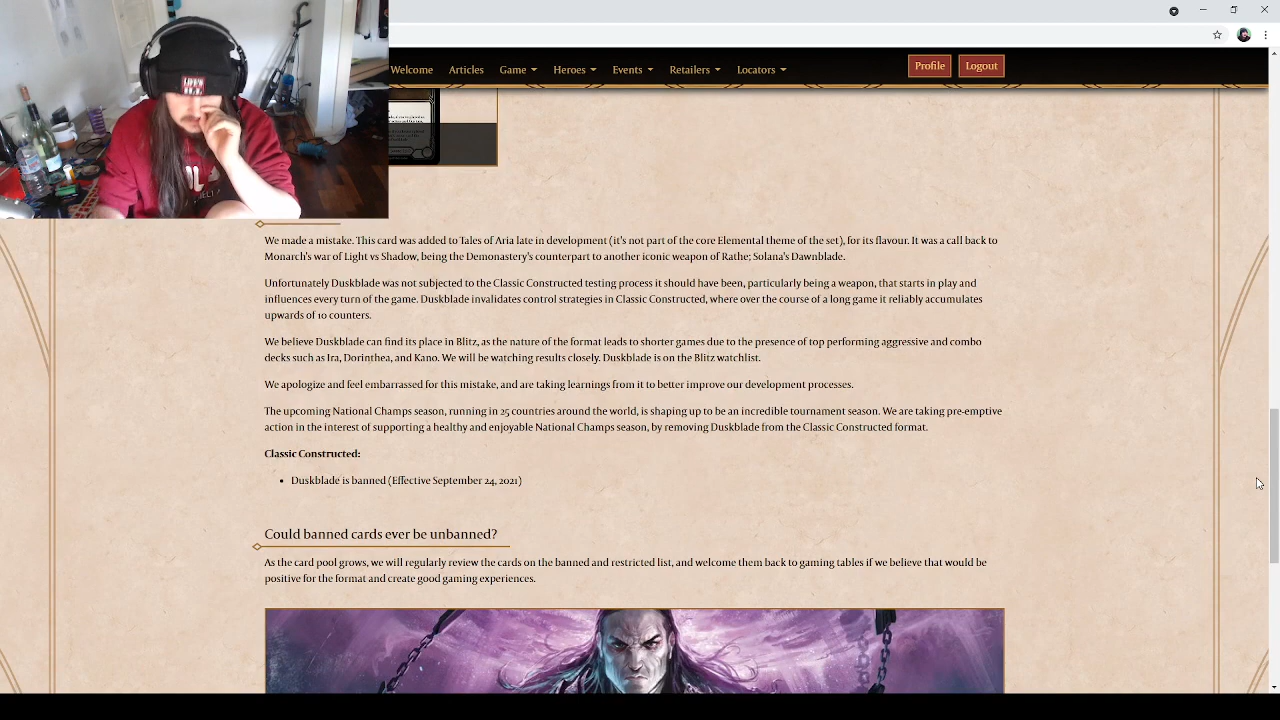 Welcome Articles Game Heroes Events Retailers Locators Profile Logout
We made a mistake. This card was added to Tales of Aria late in development (it's not part of the core Elemental theme of the set), for its flavour. It was a call back to
Monarch's war of Light vs Shadow, being the Demonastery's counterpart to another iconic weapon of Rathe; Solana's Dawnblade.
Unfortunately Duskblade was not subjected to the Classic Constructed testing process it should have been, particularly being a weapon, that starts in play and
influences every turn of the game. Duskblade invalidates control strategies in Classic Constructed, where over the course of a long game it reliably accumulates
upwards of 10 counters.
We believe Duskblade can find its place in Blitz, as the nature of the format leads to shorter games due to the presence of top performing aggressive and combo
decks such as Ira, Dorinthea, and Kano. We will be watching results closely. Duskblade is on the Blitz watchlist.
We apologize and feel embarrassed for this mistake, and are taking learnings from it to better improve our development processes.
The upcoming National Champs season, running in 25 countries around the world, is shaping up to be an incredible tournament season. We are taking pre-emptive
action in the interest of supporting a healthy and enjoyable National Champs season, by removing Duskblade from the Classic Constructed format.
Classic Constructed:
• Duskblade is banned (Effective September 24, 2021)
Could banned cards ever be unbanned?
As the card pool grows, we will regularly review the cards on the banned and restricted list, and welcome them back to gaming tables if we believe that would be
positive for the format and create good gaming experiences.